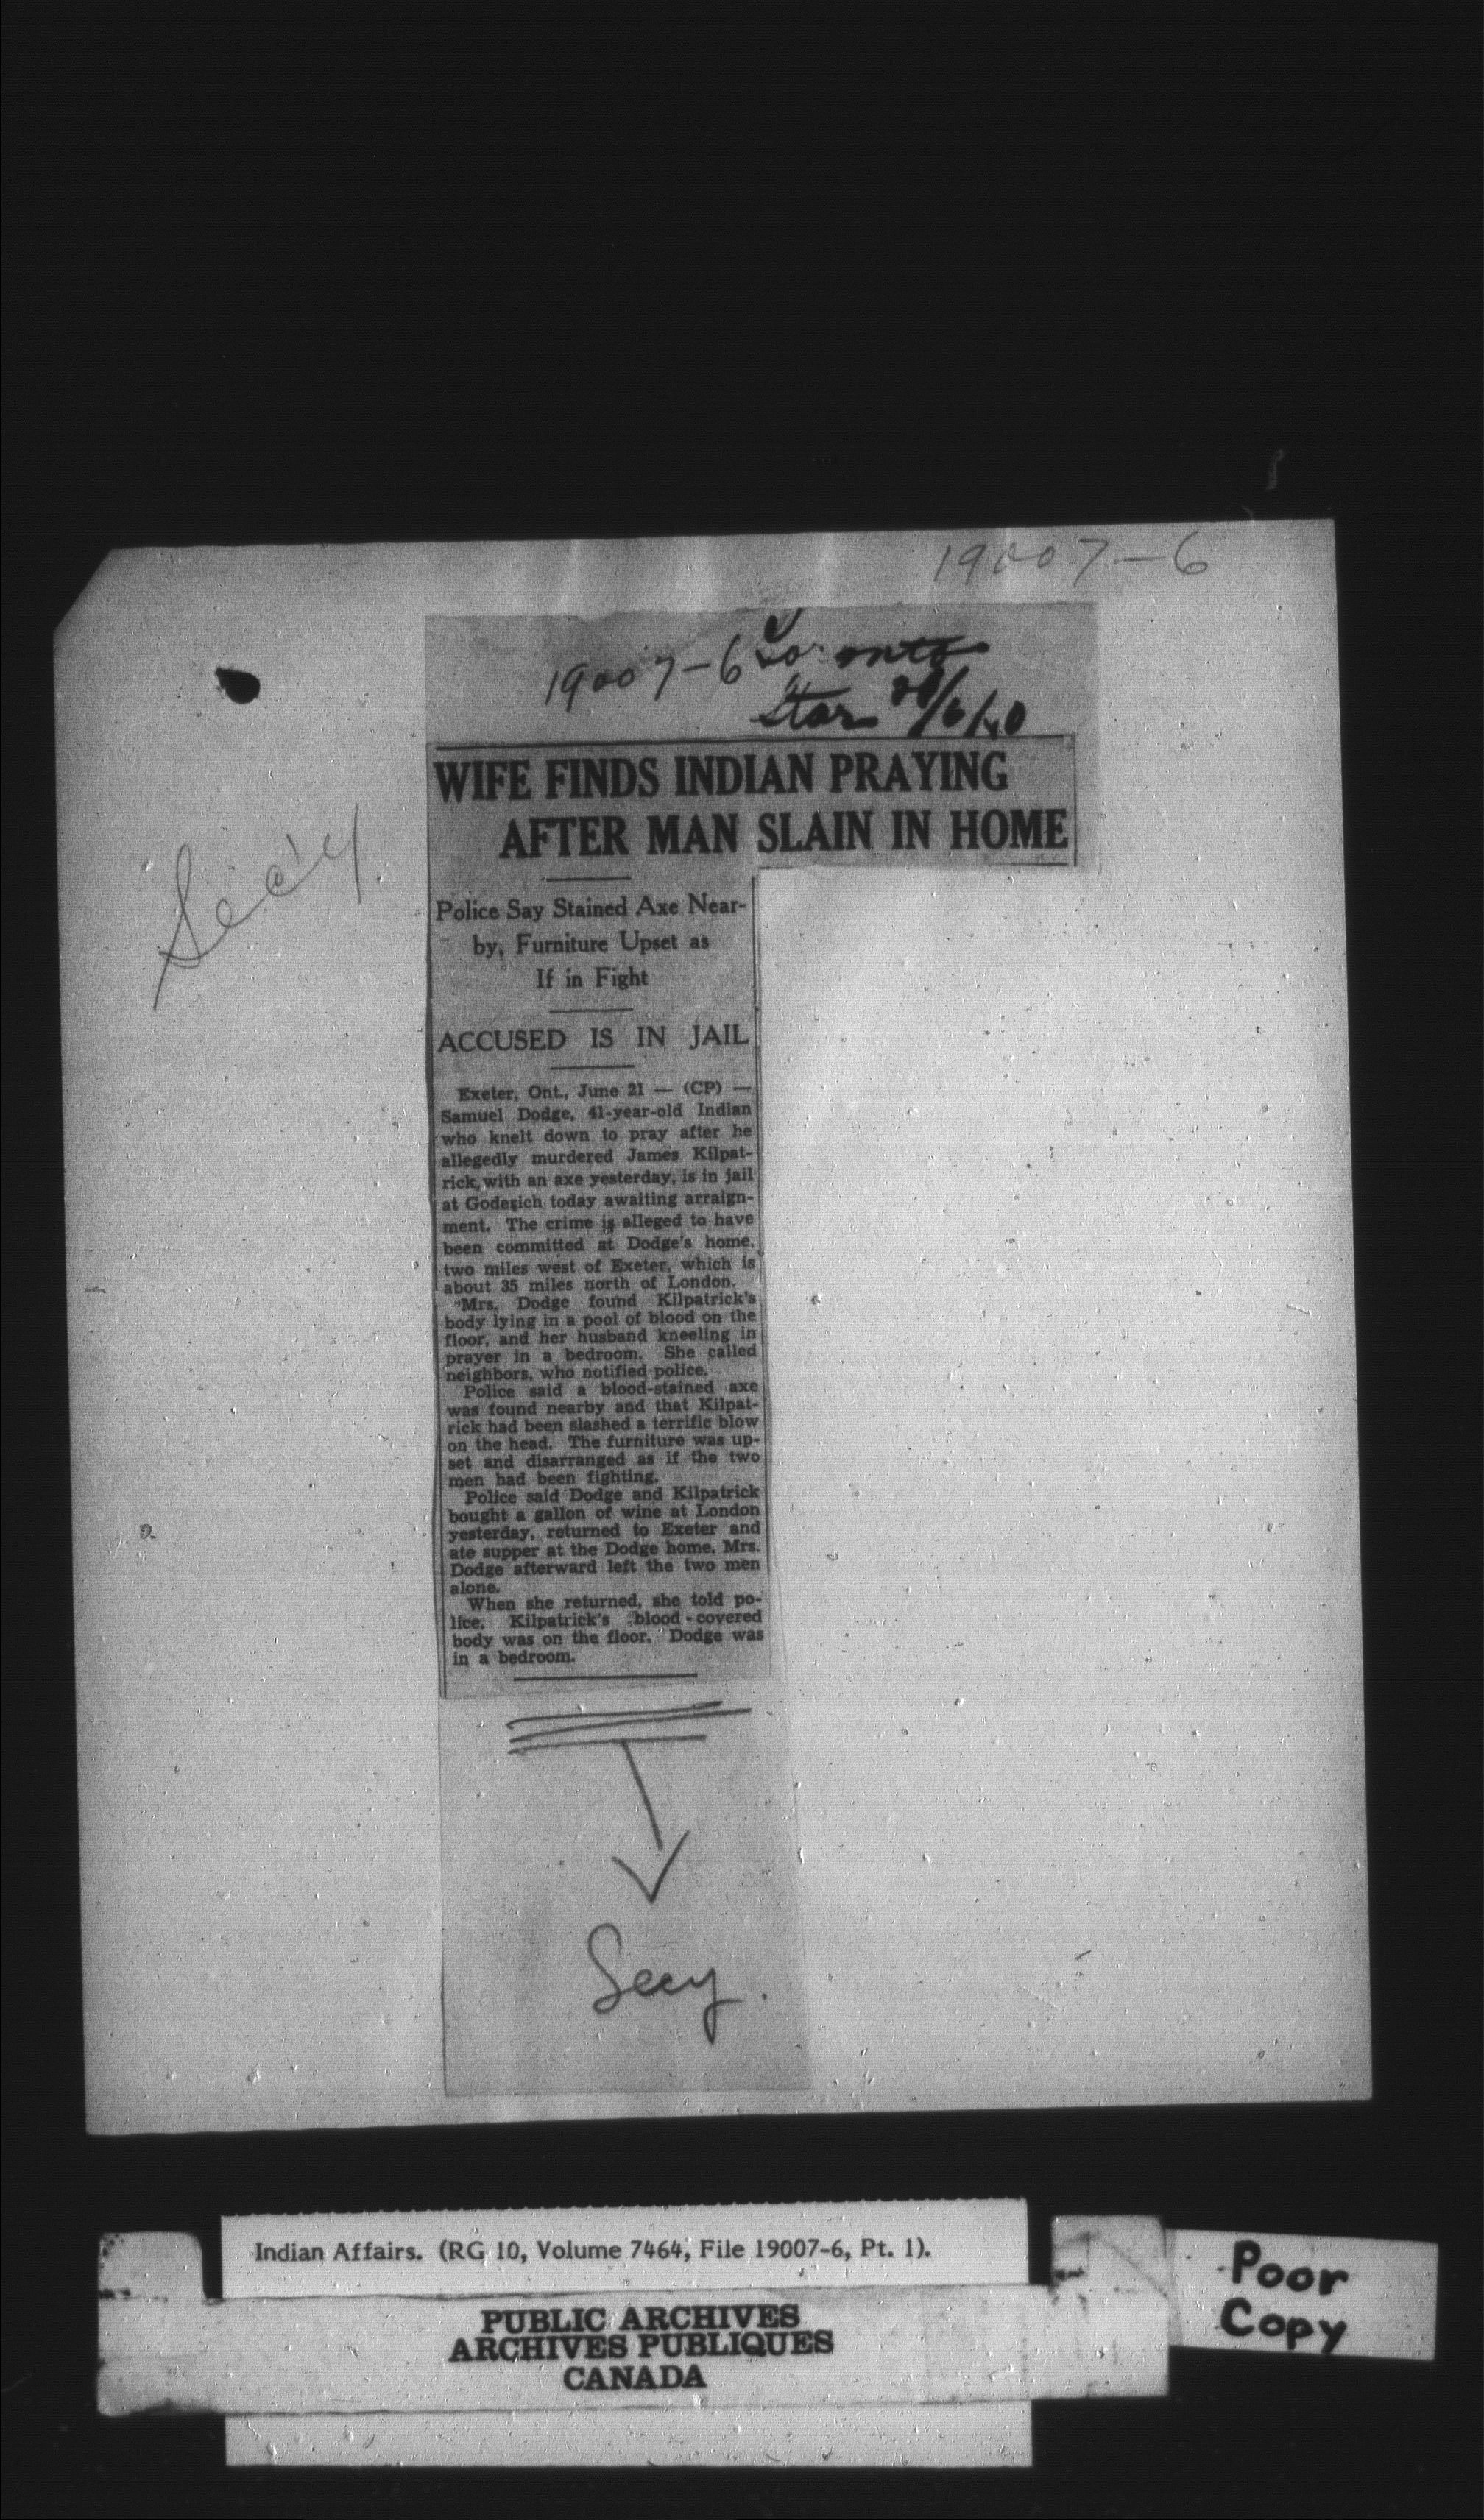 19007-6
19007-6 Toronto
Star /6/40
WIFE FINDS INDIAN PRAYING
AFTER MAN SLAIN IN HOME
Sec'y
Police Say Stained Axe Near-
by, Furniture Upset as
If in Fight
ACCUSED IS IN JAIL
Exeter, Ont., June 21 — (CP) —
Samuel Dodge, 41-year-old Indian
who knelt down to pray after he
allegedly murdered James Kilpat-
rick, with an axe yesterday, is in jail
at Goderich today awaiting arraign-
ment. The crime is alleged to have
been committed at Dodge's home,
two miles west of Exeter, which is
about 35 miles north of London.
Mrs. Dodge found Kilpatrick's
body lying in a pool of blood on the
floor, and her husband kneeling in
prayer in a bedroom. She called
neighbors, who notified police.
Police said a blood-stained axe
was found nearby and that Kilpat-
rick had been slashed a terrific blow
on the head. The furniture was up-
set and disarranged as if the two
men had been fighting.
Police said Dodge and Kilpatrick
bought a gallon of wine at London
yesterday, returned to Exeter and
ate supper at the Dodge home. Mrs.
Dodge afterward left the two men
alone.
When she returned, she told po-
lice, Kilpatrick's blood-covered
body was on the floor. Dodge was
in a bedroom.
Secy.
Indian Affairs. (RG 10, Volume 7464, File 19007-6, Pt. 1).
PUBLIC ARCHIVES
ARCHIVES PUBLIQUES
CANADA
Poor
Copy